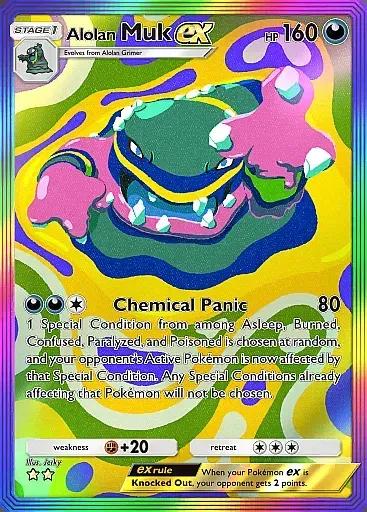 STAGE 1 Alolan Muk ex HP 160
Evolves from Alolan Grimer
Chemical Panic 80
1 Special Condition from among Asleep, Burned,
Confused, Paralyzed, and Poisoned is chosen at random,
and your opponent's Active Pokémon is now affected by
that Special Condition. Any Special Conditions already
affecting that Pokémon will not be chosen.
weakness +20 retreat
Illus. Jerky
ex rule When your Pokémon ex is
Knocked Out, your opponent gets 2 points.